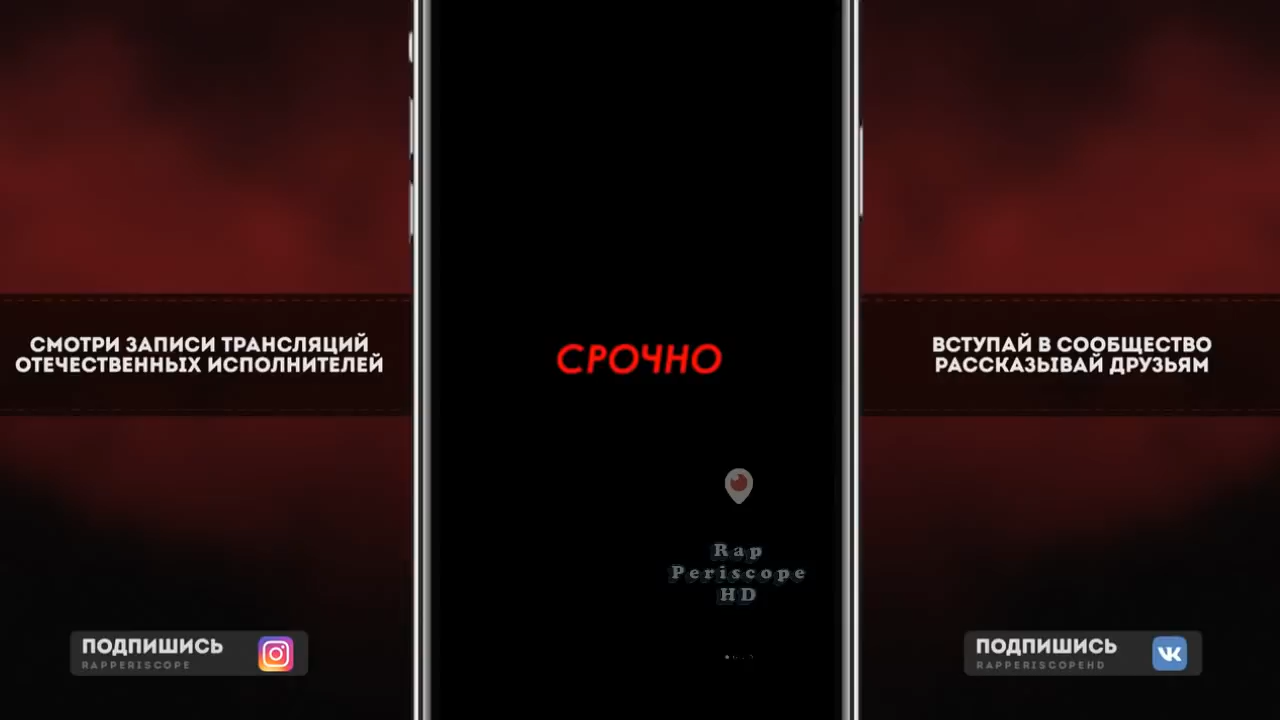 СМОТРИ ЗАПИСИ ТРАНСЛЯЦИЙ
ОТЕЧЕСТВЕННЫХ ИСПОЛНИТЕЛЕЙ
СРОЧНО
ВСТУПАЙ В СООБЩЕСТВО
РАССКАЗЫВАЙ ДРУЗЬЯМ
Rap
Periscope
HD
ПОДПИШИСЬ
RAPPERISCOPE
ПОДПИШИСЬ
RAPPERISCOPEHD